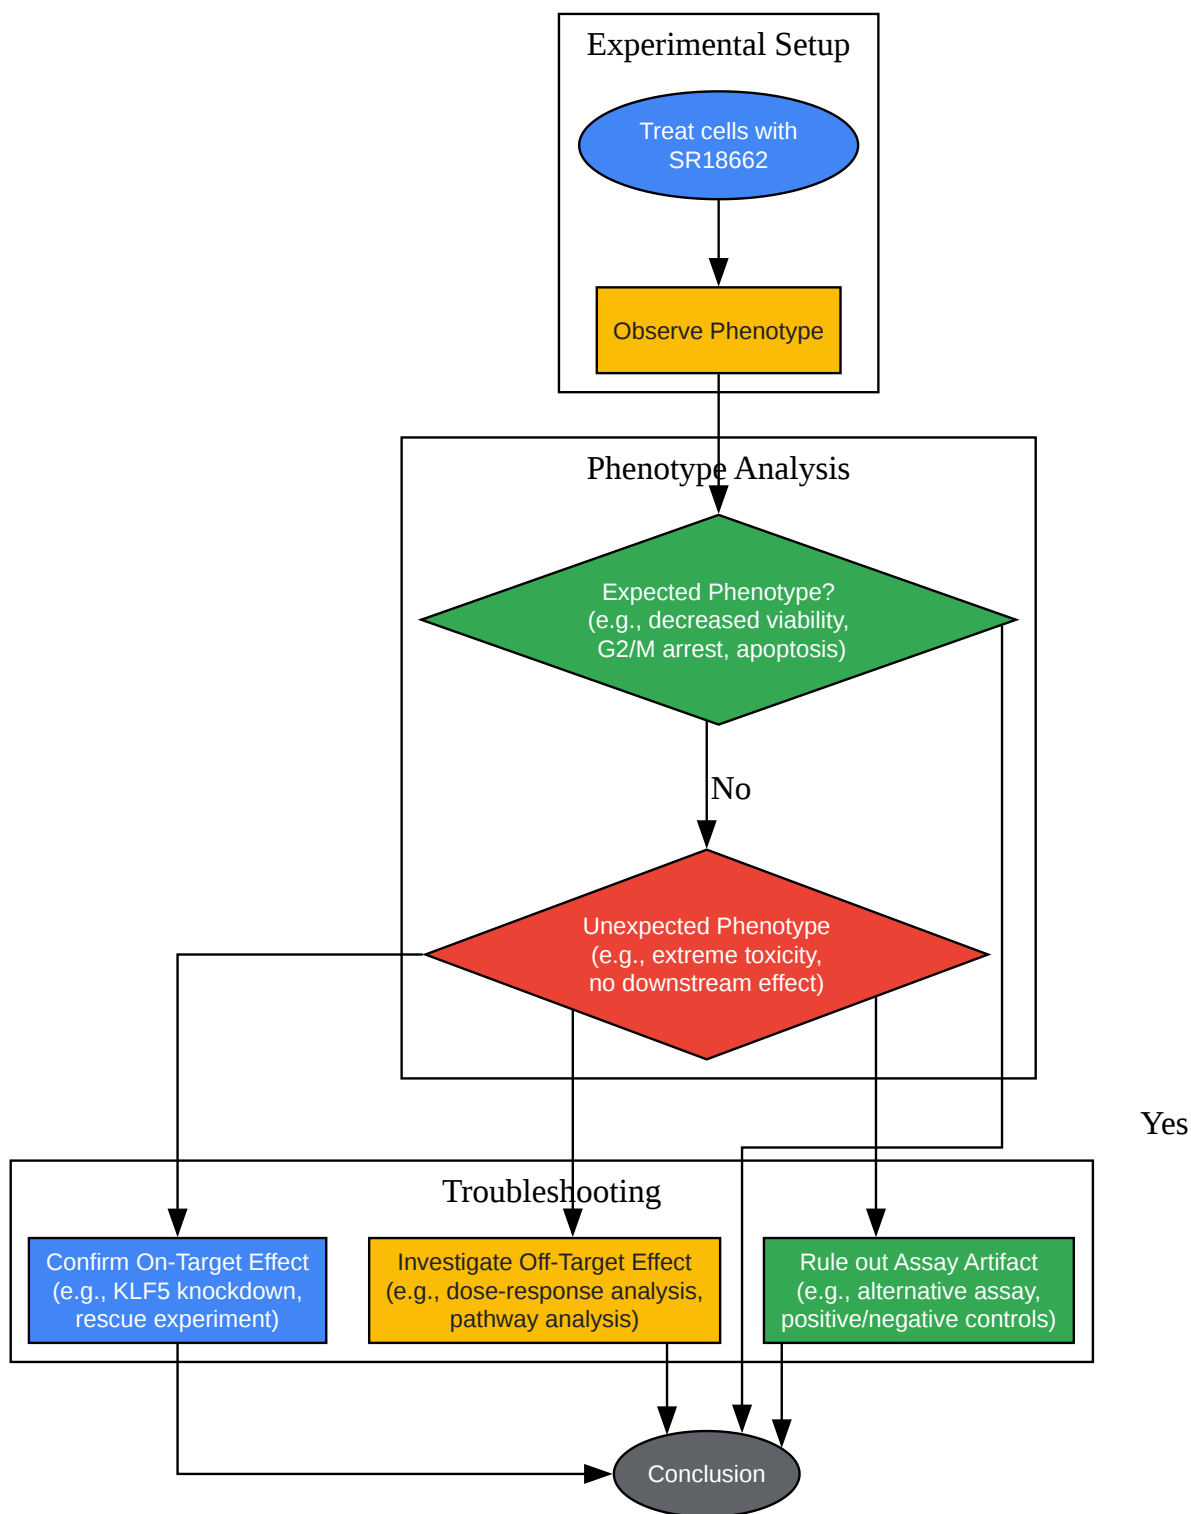 Experimental Setup
Treat cells with
SR18662
Observe Phenotype
Phenotype Analysis
Expected Phenotype?
(e.g., decreased viability,
G2/M arrest, apoptosis)
No
Unexpected Phenotype
(e.g., extreme toxicity,
no downstream effect)
Yes
Troubleshooting
Confirm On-Target Effect
(e.g., KLF5 knockdown,
rescue experiment)
Investigate Off-Target Effect
(e.g., dose-response analysis,
pathway analysis)
Rule out Assay Artifact
(e.g., alternative assay,
positive/negative controls)
Conclusion